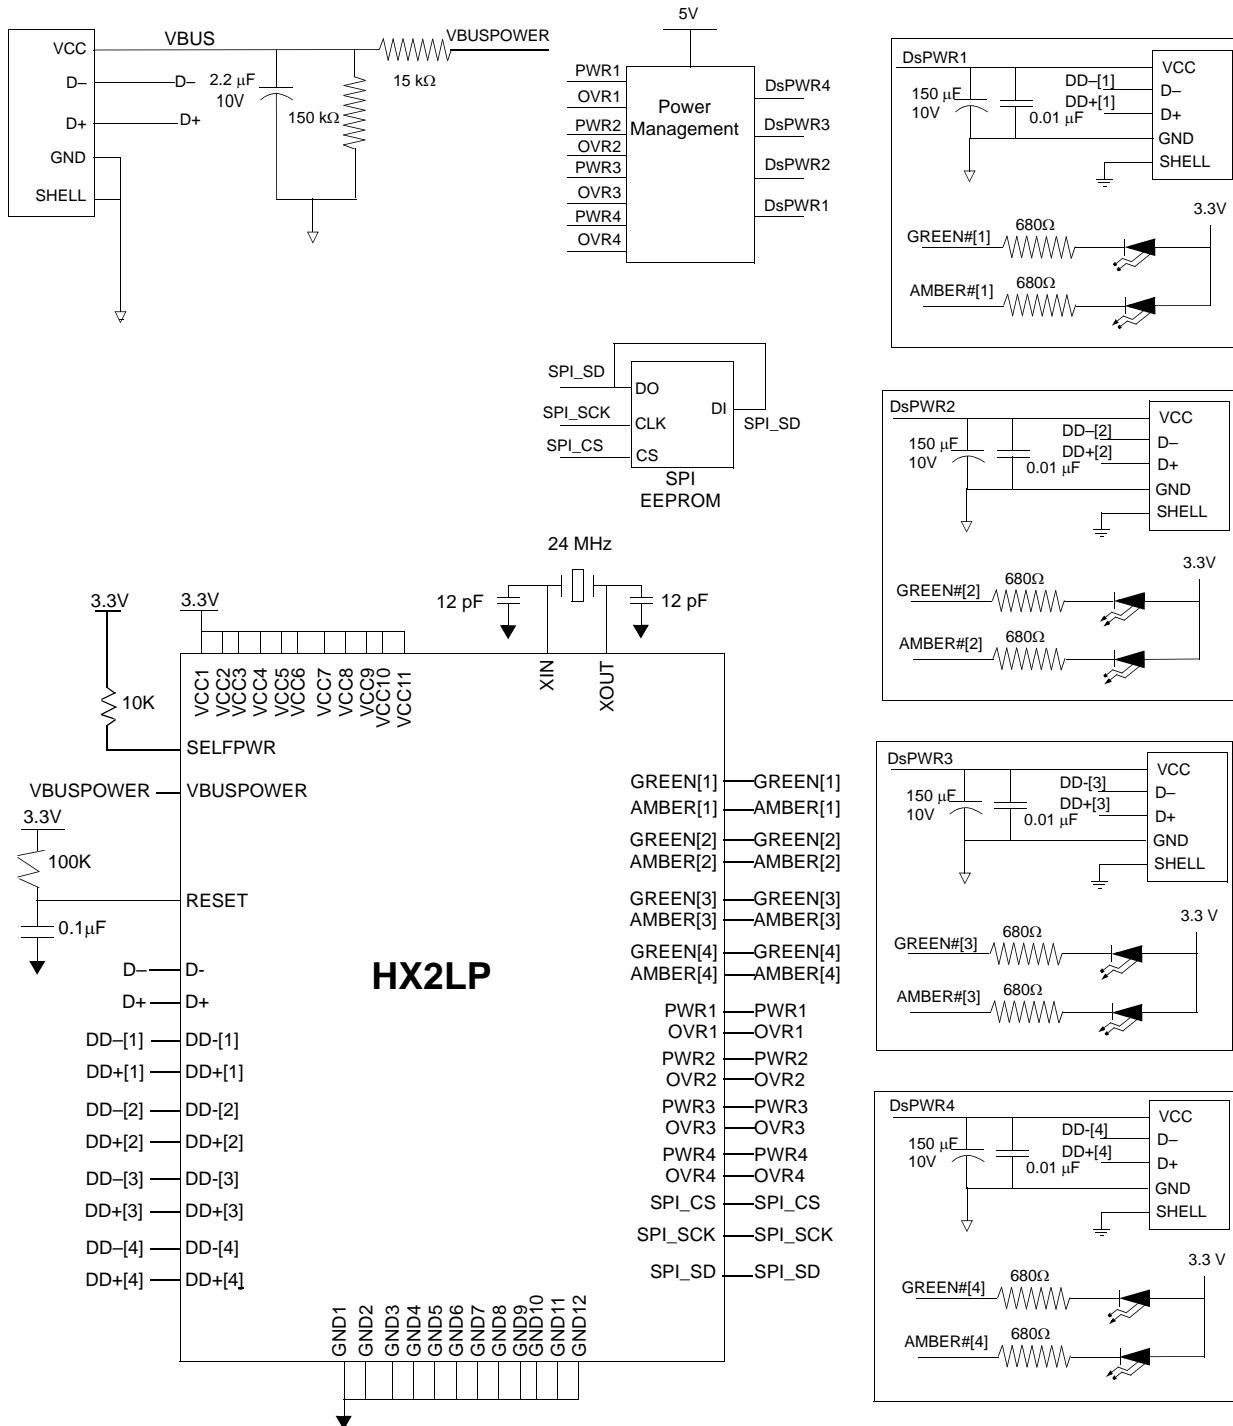 VCC
D–
D+
GND
SHELL
VBUS
D–
D+
2.2 μF
10V
150 kΩ
15 kΩ
VBUSPOWER
5V
PWR1
OVR1
PWR2
OVR2
PWR3
OVR3
PWR4
OVR4
Power
Management
DsPWR4
DsPWR3
DsPWR2
DsPWR1
DsPWR1
150 μF
10V
0.01 μF
DD–[1]
DD+[1]
VCC
D–
D+
GND
SHELL
3.3V
GREEN#[1]
680Ω
AMBER#[1]
680Ω
SPI_SD
SPI_SCK
SPI_CS
DO
CLK
CS
DI
SPI_SD
SPI
EEPROM
DsPWR2
150 μF
10V
0.01 μF
DD–[2]
DD+[2]
VCC
D–
D+
GND
SHELL
3.3V
GREEN#[2]
680Ω
AMBER#[2]
680Ω
24 MHz
12 pF
12 pF
3.3V
3.3V
10K
VCC1
VCC2
VCC3
VCC4
VCC5
VCC6
VCC7
VCC8
VCC9
VCC10
VCC11
XIN
XOUT
SELFPWR
VBUSPOWER
VBUSPOWER
3.3V
100K
RESET
0.1μF
HX2LP
D–
D-
D+
D+
DD–[1]
DD-[1]
DD+[1]
DD+[1]
DD–[2]
DD-[2]
DD+[2]
DD+[2]
DD–[3]
DD-[3]
DD+[3]
DD+[3]
DD–[4]
DD-[4]
DD+[4]
DD+[4]
GREEN[1]
GREEN[1]
AMBER[1]
AMBER[1]
GREEN[2]
GREEN[2]
AMBER[2]
AMBER[2]
GREEN[3]
GREEN[3]
AMBER[3]
AMBER[3]
GREEN[4]
GREEN[4]
AMBER[4]
AMBER[4]
PWR1
PWR1
OVR1
OVR1
PWR2
PWR2
OVR2
OVR2
PWR3
PWR3
OVR3
OVR3
PWR4
PWR4
OVR4
OVR4
SPI_CS
SPI_CS
SPI_SCK
SPI_SCK
SPI_SD
SPI_SD
GND1
GND2
GND3
GND4
GND5
GND6
GND7
GND8
GND9
GND10
GND11
GND12
DsPWR3
150 μF
10V
0.01 μF
DD-[3]
DD+[3]
VCC
D–
D+
GND
SHELL
3.3 V
GREEN#[3]
680Ω
AMBER#[3]
680Ω
DsPWR4
150 μF
10V
0.01 μF
DD-[4]
DD+[4]
VCC
D–
D+
GND
SHELL
3.3 V
GREEN#[4]
680Ω
AMBER#[4]
680Ω